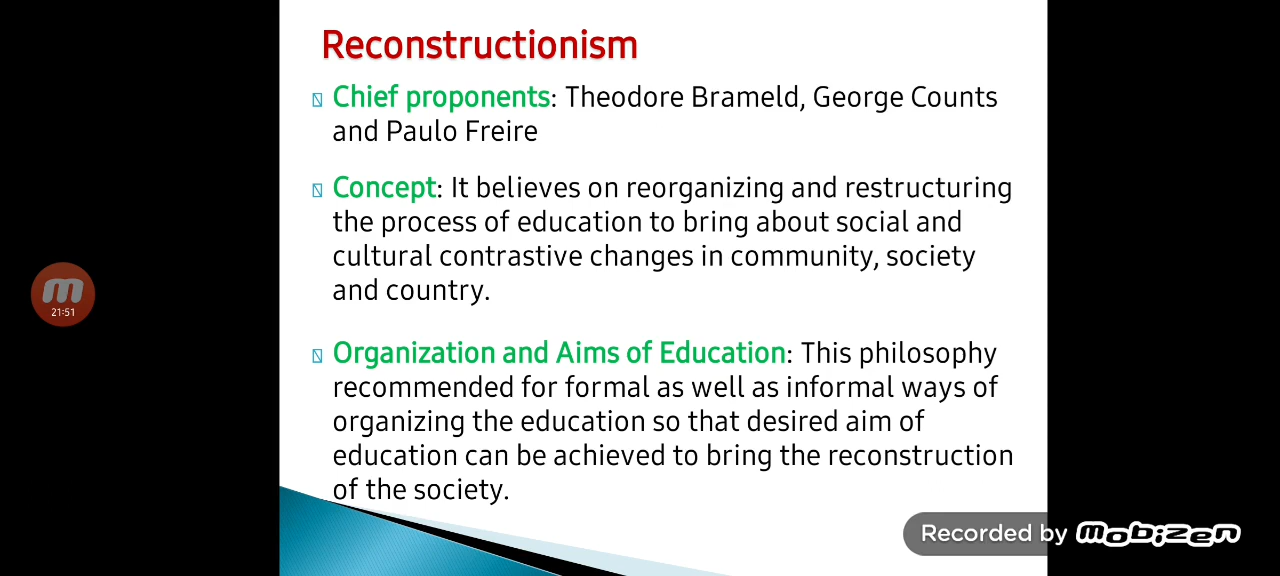 Reconstructionism
Chief proponents: Theodore Brameld, George Counts
and Paulo Freire
Concept: It believes on reorganizing and restructuring
the process of education to bring about social and
cultural contrastive changes in community, society
and country.
21:51
Organization and Aims of Education: This philosophy
recommended for formal as well as informal ways of
organizing the education so that desired aim of
education can be achieved to bring the reconstruction
of the society.
Recorded by mobizen